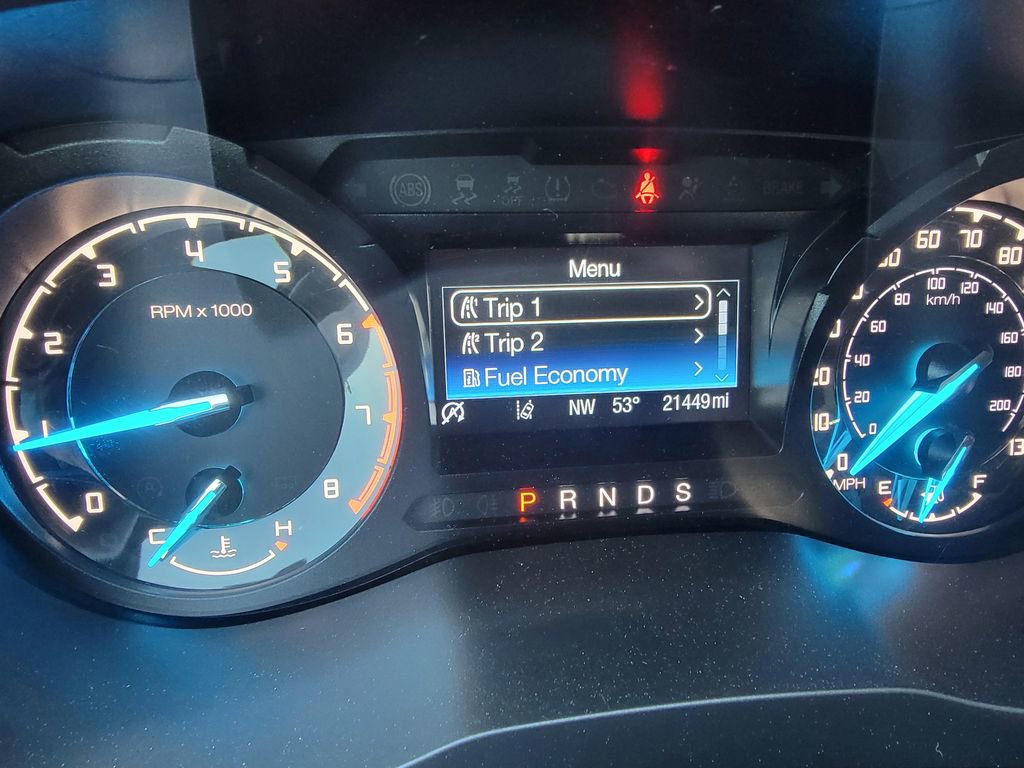 ABS
OFF
BRAKE
0
1
2
3
4
5
6
7
8
RPM x 1000
C
H
Menu
Trip 1
Trip 2
Fuel Economy
NW 53° 21449 mi
P R N D S
0
10
60
70
80
MPH
0
20
40
60
80
100
120
140
160
180
200
km/h
E
F